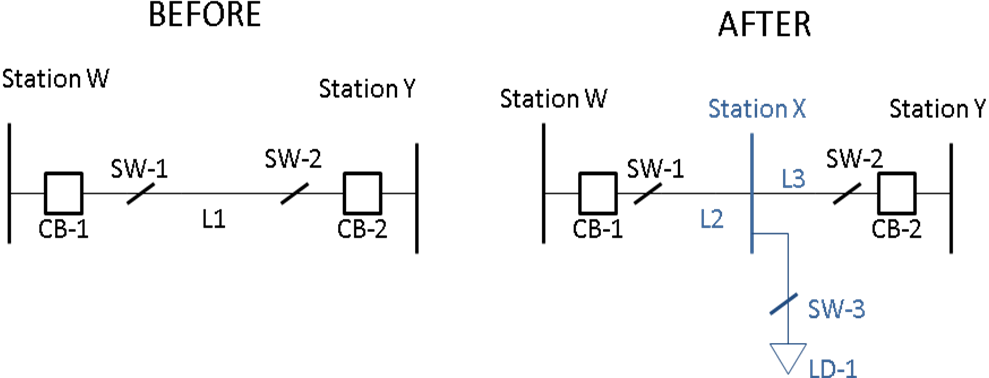 BEFORE
Station W
Station Y
SW-1
SW-2
CB-1
L1
CB-2
AFTER
Station W
Station X
Station Y
SW-1
SW-2
L3
CB-1
L2
CB-2
SW-3
LD-1